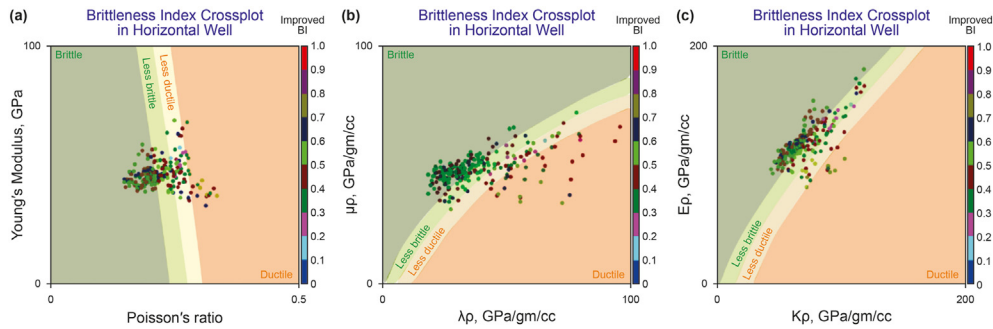 (a)
Brittleness Index Crossplot
in Horizontal Well
Improved
BI
100
Brittle
Less brittle
Less ductile
Ductile
Young's Modulus, GPa
0
0
0.5
Poisson's ratio
1.0
0.9
0.8
0.7
0.6
0.5
0.4
0.3
0.2
0.1
0
(b)
Brittleness Index Crossplot
in Horizontal Well
Improved
BI
100
Brittle
Less brittle
Less ductile
Ductile
μρ, GPa/gm/cc
0
0
100
λρ, GPa/gm/cc
1.0
0.9
0.8
0.7
0.6
0.5
0.4
0.3
0.2
0.1
0
(c)
Brittleness Index Crossplot
in Horizontal Well
Improved
BI
200
Brittle
Less brittle
Less ductile
Ductile
Eρ, GPa/gm/cc
0
0
200
Kρ, GPa/gm/cc
1.0
0.9
0.8
0.7
0.6
0.5
0.4
0.3
0.2
0.1
0